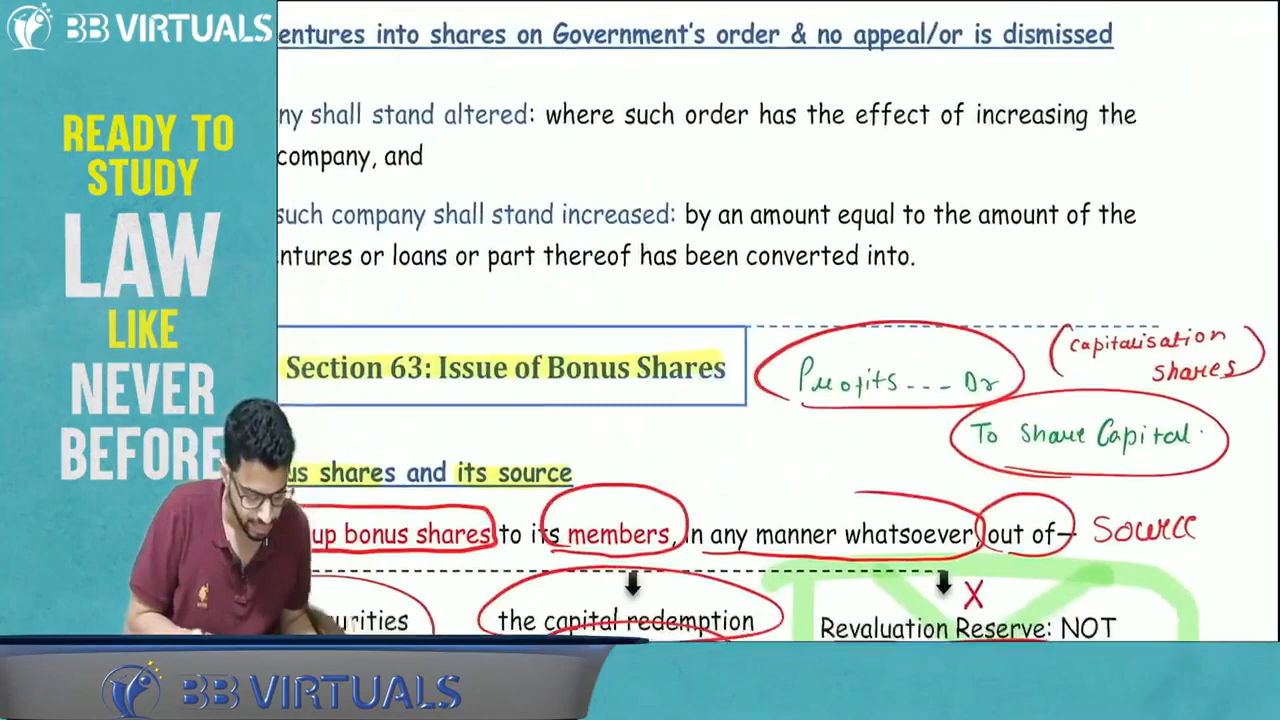 BB VIRTUALS
READY TO
STUDY
LAW
LIKE
NEVER
BEFORE
entures into shares on Government's order & no appeal/or is dismissed
ny shall stand altered: where such order has the effect of increasing the
company, and
such company shall stand increased: by an amount equal to the amount of the
ntures or loans or part thereof has been converted into.
Section 63: Issue of Bonus Shares
Profits --- Dr
(capitalisation
shares)
To Share Capital.
us shares and its source
up bonus shares to its members, in any manner whatsoever, out of— Source
urities
the capital redemption
X
Revaluation Reserve: NOT
BB VIRTUALS